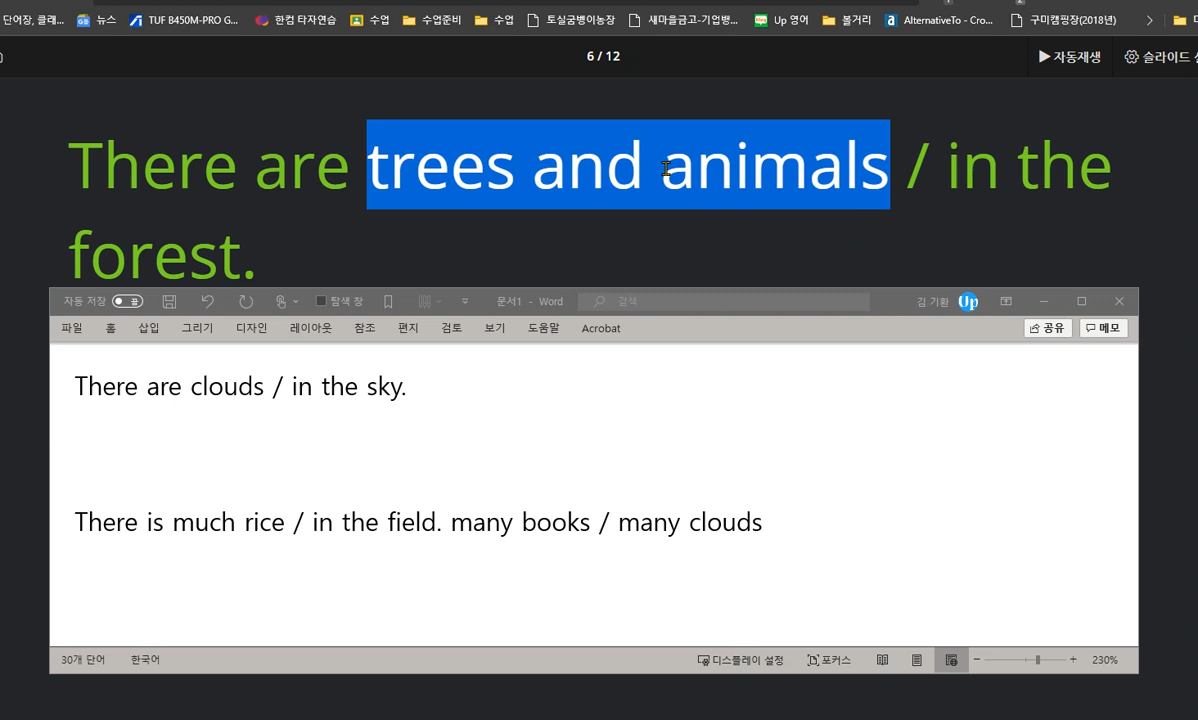 단어장, 클래... 뉴스 TUF B450M-PRO G... 한컴 타자연습 수업 수업준비 수업 토실굼벵이농장 새마을금고-기업뱅... Up 영어 볼거리 AlternativeTo - Cro... 구미캠핑장(2018년)
6 / 12 자동재생 슬라이드
There are trees and animals / in the
forest.
자동 저장 끔 탐색 창 문서1 - Word 검색 김 기환 Up
파일 홈 삽입 그리기 디자인 레이아웃 참조 편지 검토 보기 도움말 Acrobat 공유 메모
There are clouds / in the sky.
There is much rice / in the field. many books / many clouds
30개 단어 한국어 디스플레이 설정 포커스 - + 230%